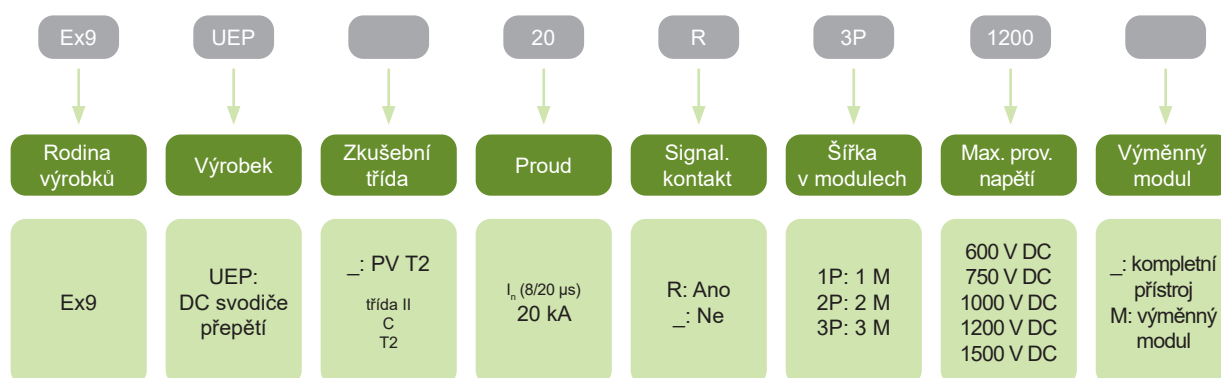 Ex9
UEP
20
R
3P
1200
Rodina
výrobků
Výrobek
Zkušební
třída
Proud
Signal.
kontakt
Šířka
v modulech
Max. prov.
napětí
Výměnný
modul
Ex9
UEP:
DC svodiče
přepětí
_: PV T2
třída II
C
T2
In (8/20 µs)
20 kA
R: Ano
_: Ne
1P: 1 M
2P: 2 M
3P: 3 M
600 V DC
750 V DC
1000 V DC
1200 V DC
1500 V DC
_: kompletní
přístroj
M: výměnný
modul